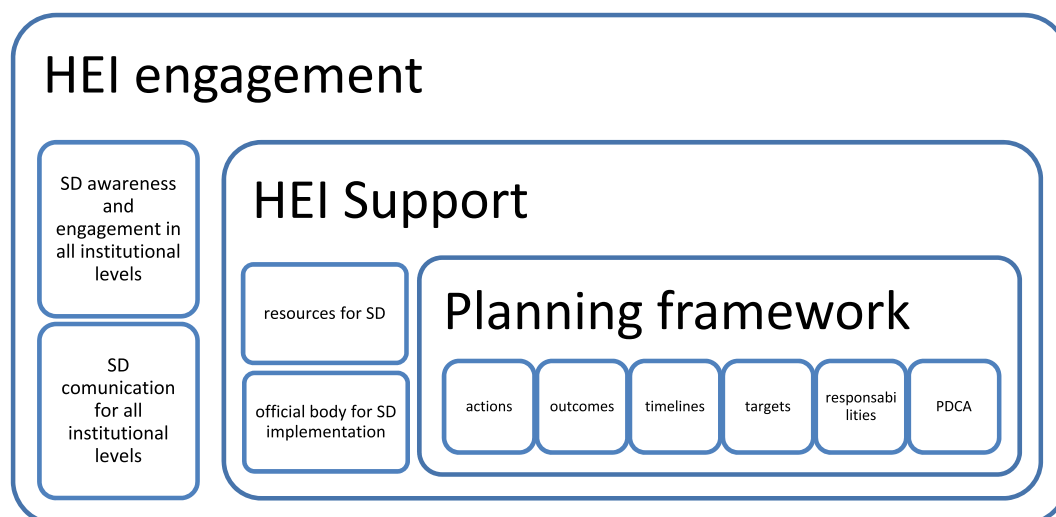 HEI engagement
SD awareness
and
engagement in
all institutional
levels
SD
comunication
for all
institutional
levels
HEI Support
resources for SD
official body for SD
implementation
Planning framework
actions
outcomes
timelines
targets
responsabi
lities
PDCA